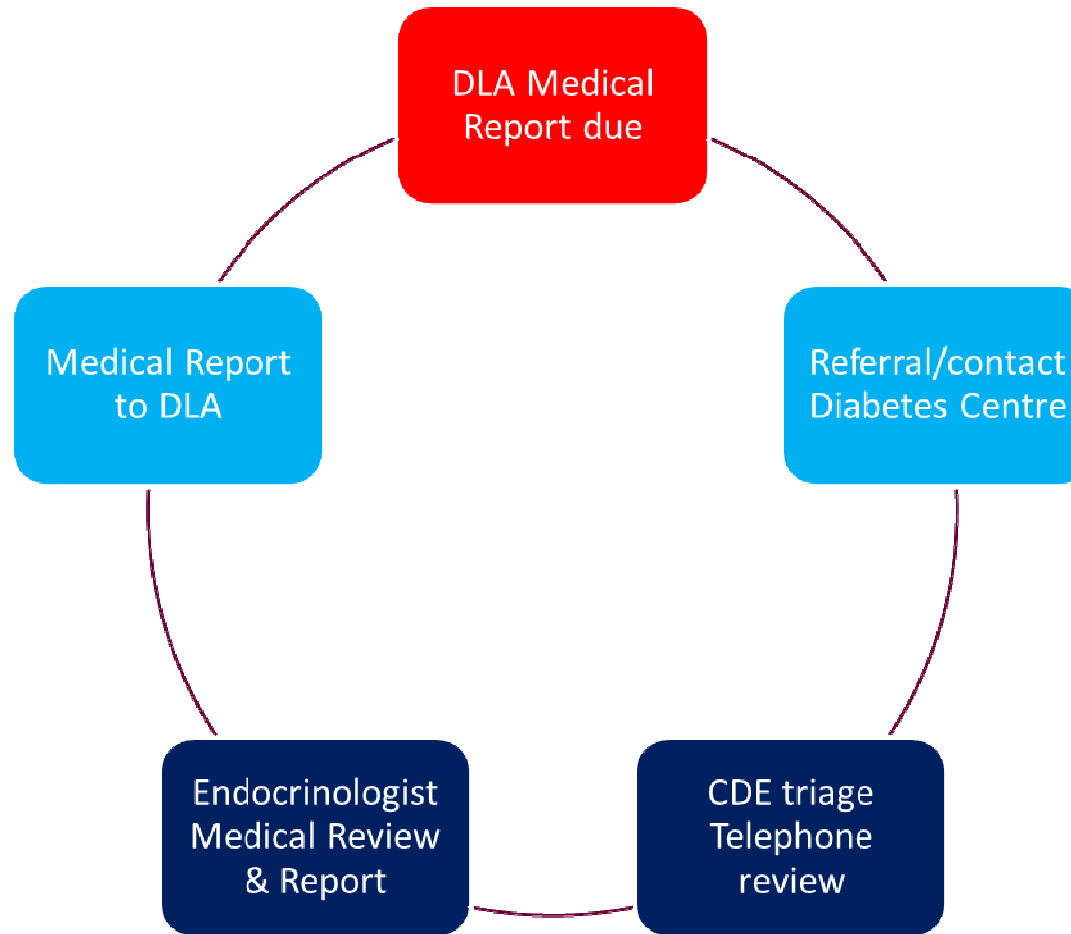 DLA Medical
Report due
Medical Report
to DLA
Referral/contact
Diabetes Centre
Endocrinologist
Medical Review
& Report
CDE triage
Telephone
review